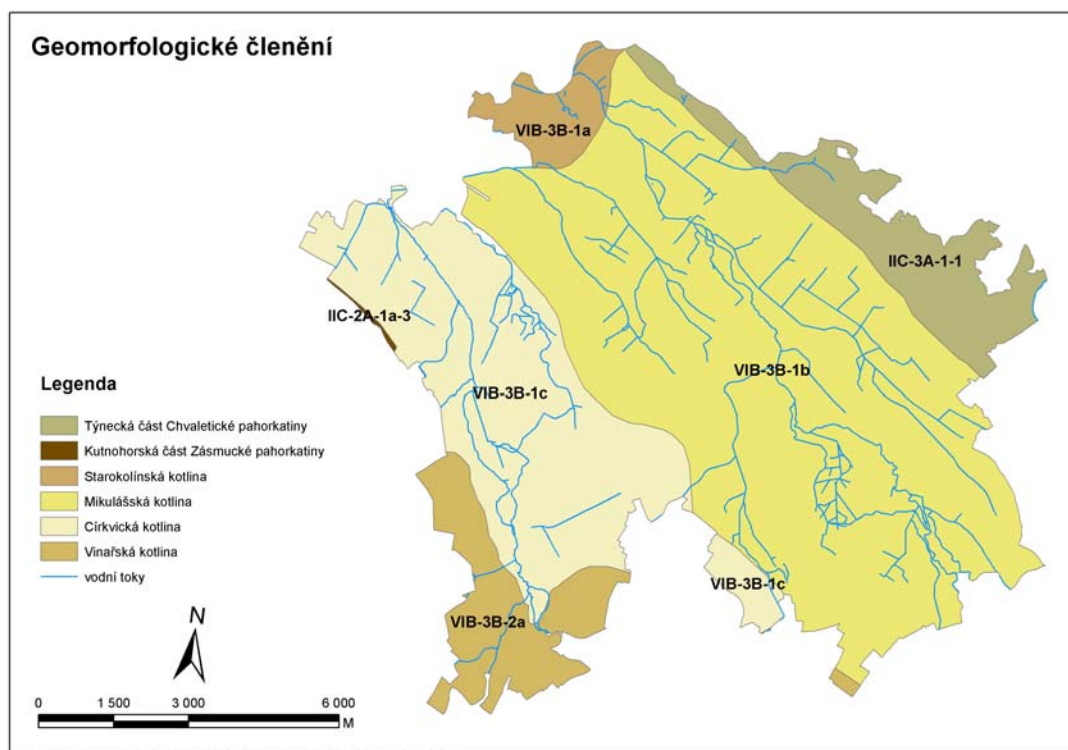 Geomorfologické členění
VIB-3B-1a
IIC-3A-1-1
IIC-2A-1a-3
VIB-3B-1b
VIB-3B-1c
VIB-3B-1c
VIB-3B-2a
Legenda
Týnecká část Chvaletické pahorkatiny
Kutnohorská část Zásmucké pahorkatiny
Starokolínská kotlina
Mikulášská kotlina
Církvická kotlina
Vinařská kotlina
vodní toky
N
0 1 500 3 000 6 000
M